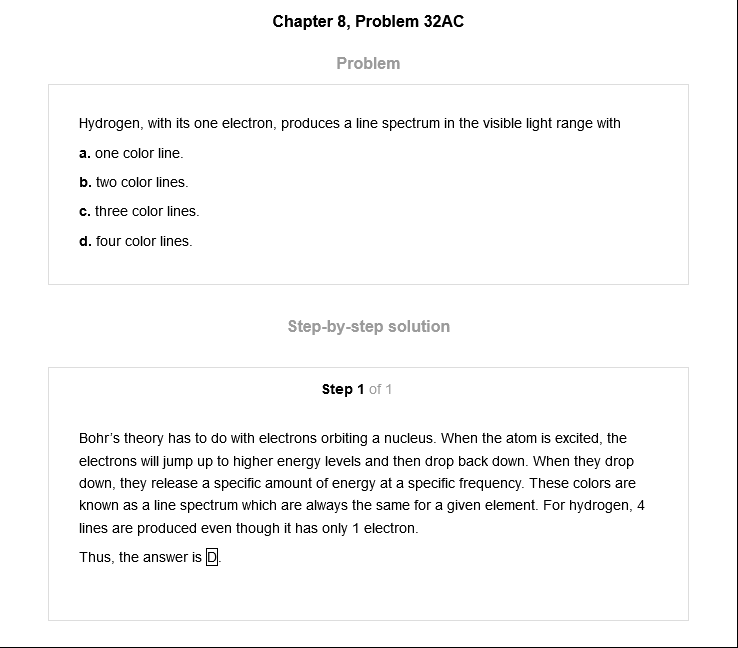 Chapter 8, Problem 32AC
Problem
Hydrogen, with its one electron, produces a line spectrum in the visible light range with
a. one color line.
b. two color lines.
c. three color lines.
d. four color lines.
Step-by-step solution
Step 1 of 1
Bohr's theory has to do with electrons orbiting a nucleus. When the atom is excited, the
electrons will jump up to higher energy levels and then drop back down. When they drop
down, they release a specific amount of energy at a specific frequency. These colors are
known as a line spectrum which are always the same for a given element. For hydrogen, 4
lines are produced even though it has only 1 electron.
Thus, the answer is D.